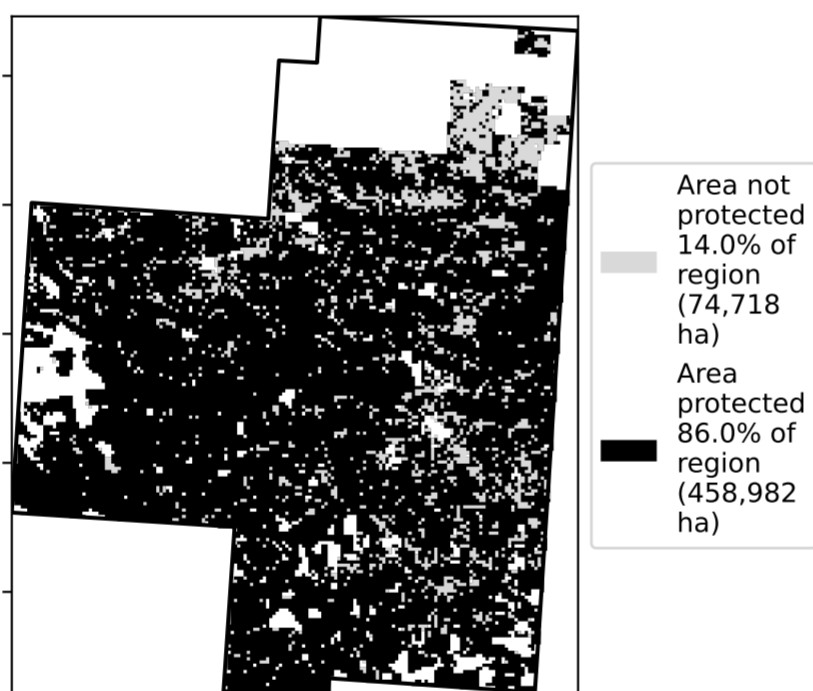 Area not
protected
14.0% of
region
(74,718
ha)
Area
protected
86.0% of
region
(458,982
ha)